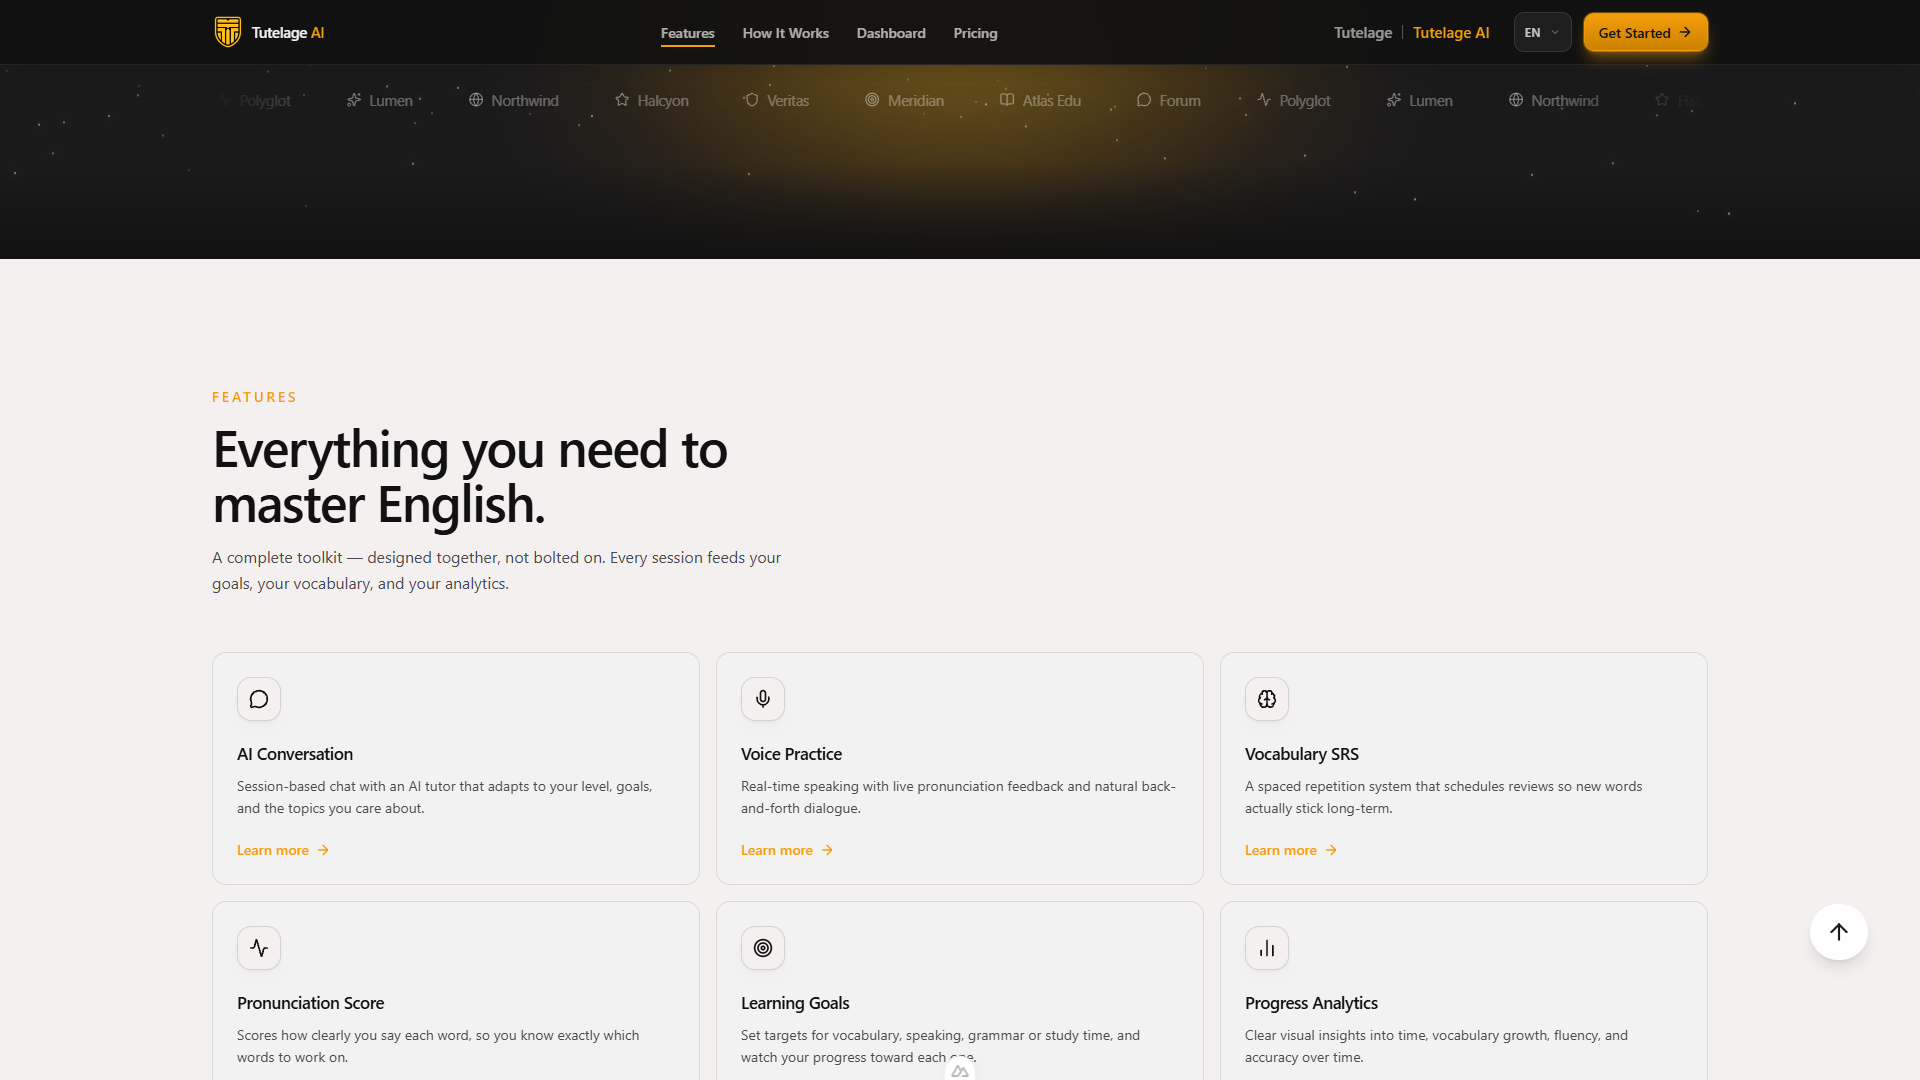 Tutelage AI
Features
How It Works
Dashboard
Pricing
Tutelage
Tutelage AI
EN
Get Started
Polyglot
Lumen
Northwind
Halcyon
Veritas
Meridian
Atlas Edu
Forum
Polyglot
Lumen
Northwind
FEATURES
Everything you need to
master English.
A complete toolkit — designed together, not bolted on. Every session feeds your
goals, your vocabulary, and your analytics.
AI Conversation
Session-based chat with an AI tutor that adapts to your level, goals,
and the topics you care about.
Learn more
Voice Practice
Real-time speaking with live pronunciation feedback and natural back-
and-forth dialogue.
Learn more
Vocabulary SRS
A spaced repetition system that schedules reviews so new words
actually stick long-term.
Learn more
Pronunciation Score
Scores how clearly you say each word, so you know exactly which
words to work on.
Learning Goals
Set targets for vocabulary, speaking, grammar or study time, and
watch your progress toward each one.
Progress Analytics
Clear visual insights into time, vocabulary growth, fluency, and
accuracy over time.